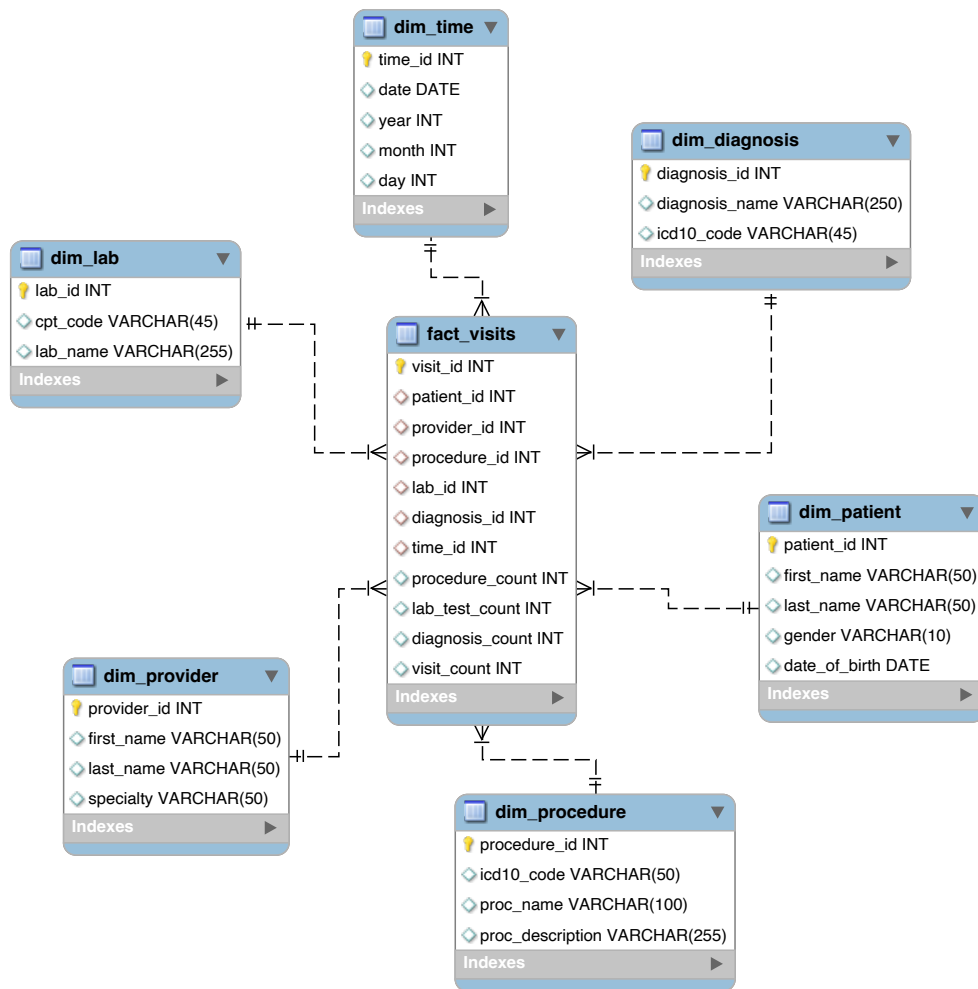 dim_time
time_id INT
date DATE
year INT
month INT
day INT
Indexes
dim_diagnosis
diagnosis_id INT
diagnosis_name VARCHAR(250)
icd10_code VARCHAR(45)
Indexes
dim_lab
lab_id INT
cpt_code VARCHAR(45)
lab_name VARCHAR(255)
Indexes
fact_visits
visit_id INT
patient_id INT
provider_id INT
procedure_id INT
lab_id INT
diagnosis_id INT
time_id INT
procedure_count INT
lab_test_count INT
diagnosis_count INT
visit_count INT
Indexes
dim_patient
patient_id INT
first_name VARCHAR(50)
last_name VARCHAR(50)
gender VARCHAR(10)
date_of_birth DATE
Indexes
dim_provider
provider_id INT
first_name VARCHAR(50)
last_name VARCHAR(50)
specialty VARCHAR(50)
Indexes
dim_procedure
procedure_id INT
icd10_code VARCHAR(50)
proc_name VARCHAR(100)
proc_description VARCHAR(255)
Indexes